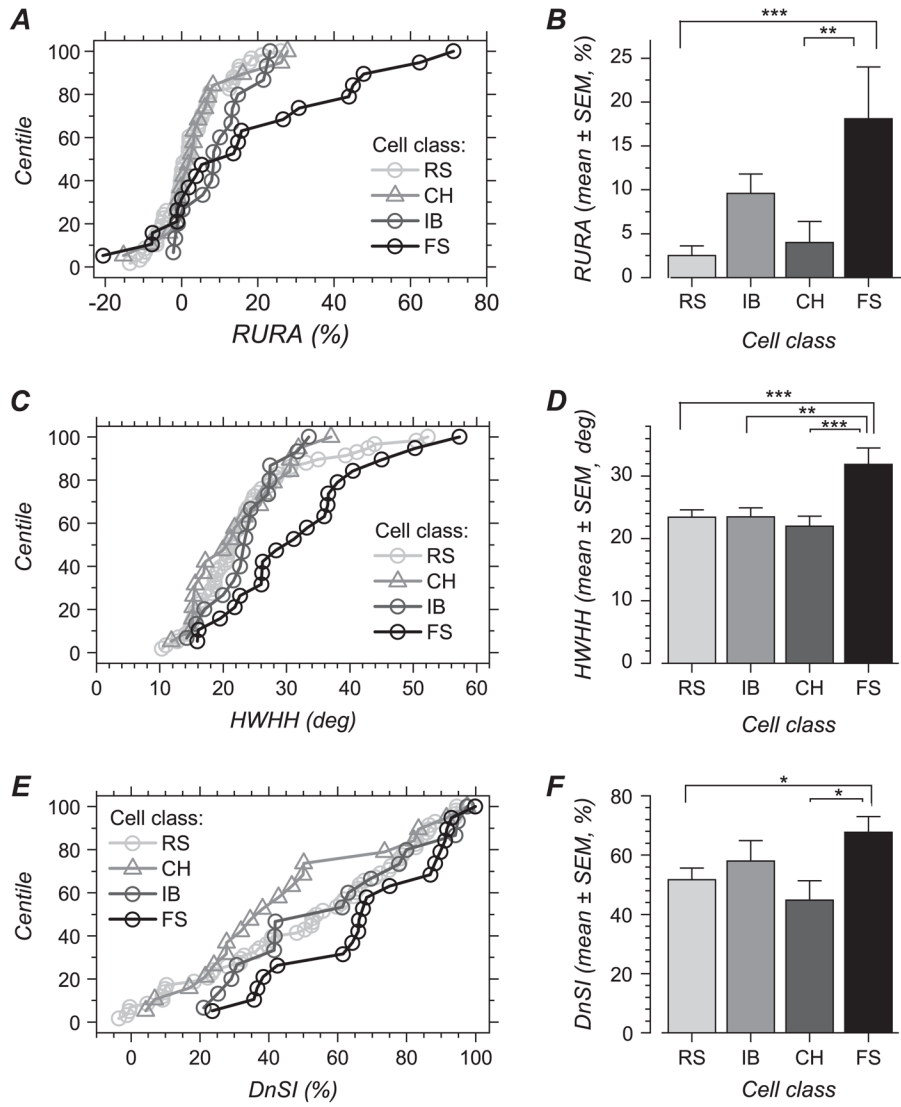 A
B
100
80
60
40
20
0
Centile
Cell class:
RS
CH
IB
FS
-20
0
20
40
60
80
RURA (%)
***
**
25
20
15
10
5
0
RURA (mean ± SEM, %)
RS IB CH FS
Cell class
C
D
100
80
60
40
20
0
Centile
Cell class:
RS
CH
IB
FS
0 10 20 30 40 50 60
HWHH (deg)
***
**
***
30
20
10
0
HWHH (mean ± SEM, deg)
RS IB CH FS
Cell class
E
F
100
80
60
40
20
0
Centile
Cell class:
RS
CH
IB
FS
0 20 40 60 80 100
DnSI (%)
*
*
80
60
40
20
0
DnSI (mean ± SEM, %)
RS IB CH FS
Cell class